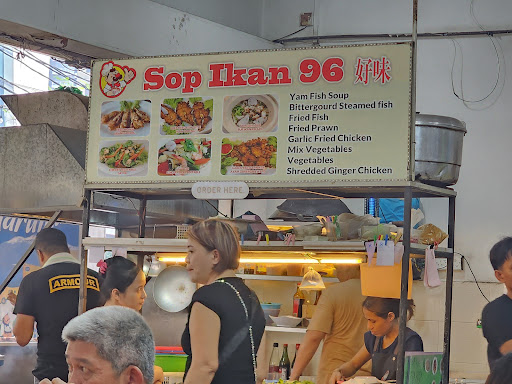 Sop Ikan 96 好味
Yam Fish Soup
Bittergourd Steamed fish
Fried Fish
Fried Prawn
Garlic Fried Chicken
Mix Vegetables
Vegetables
Shredded Ginger Chicken
ORDER HERE
ARMOUR